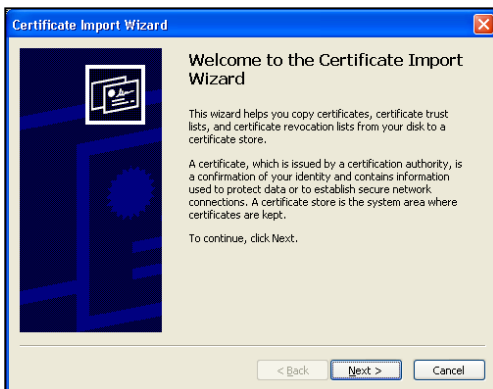 Certificate Import Wizard
Welcome to the Certificate Import
Wizard
This wizard helps you copy certificates, certificate trust
lists, and certificate revocation lists from your disk to a
certificate store.
A certificate, which is issued by a certification authority, is
a confirmation of your identity and contains information
used to protect data or to establish secure network
connections. A certificate store is the system area where
certificates are kept.
To continue, click Next.
< Back Next > Cancel